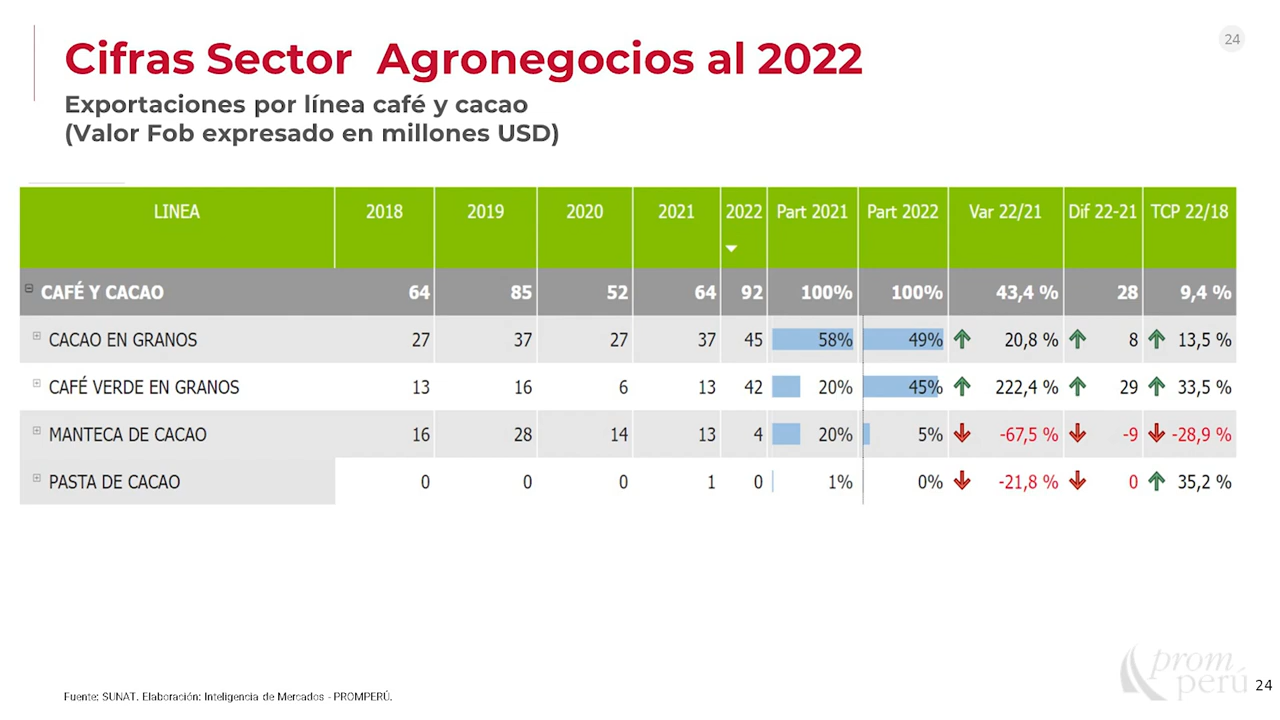 24
Cifras Sector Agronegocios al 2022
Exportaciones por línea café y cacao
(Valor Fob expresado en millones USD)
LINEA 2018 2019 2020 2021 2022 Part 2021 Part 2022 Var 22/21 Dif 22-21 TCP 22/18
CAFÉ Y CACAO 64 85 52 64 92 100% 100% 43,4 % 28 9,4 %
CACAO EN GRANOS 27 37 27 37 45 58% 49% 20,8 % 8 13,5 %
CAFÉ VERDE EN GRANOS 13 16 6 13 42 20% 45% 222,4 % 29 33,5 %
MANTECA DE CACAO 16 28 14 13 4 20% 5% -67,5 % -9 -28,9 %
PASTA DE CACAO 0 0 0 1 0 1% 0% -21,8 % 0 35,2 %
prom
perú
24
Fuente: SUNAT. Elaboración: Inteligencia de Mercados - PROMPERÚ.